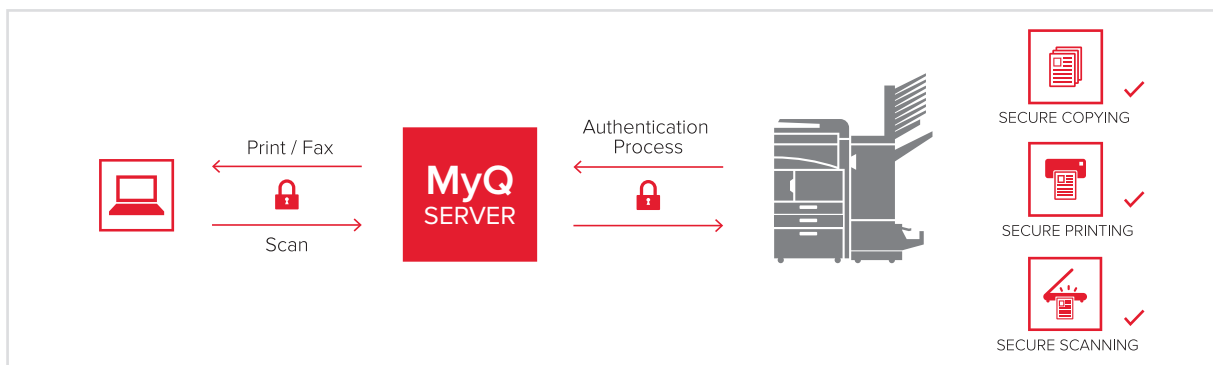 Print / Fax
Scan
MyQ
SERVER
Authentication
Process
SECURE COPYING
SECURE PRINTING
SECURE SCANNING